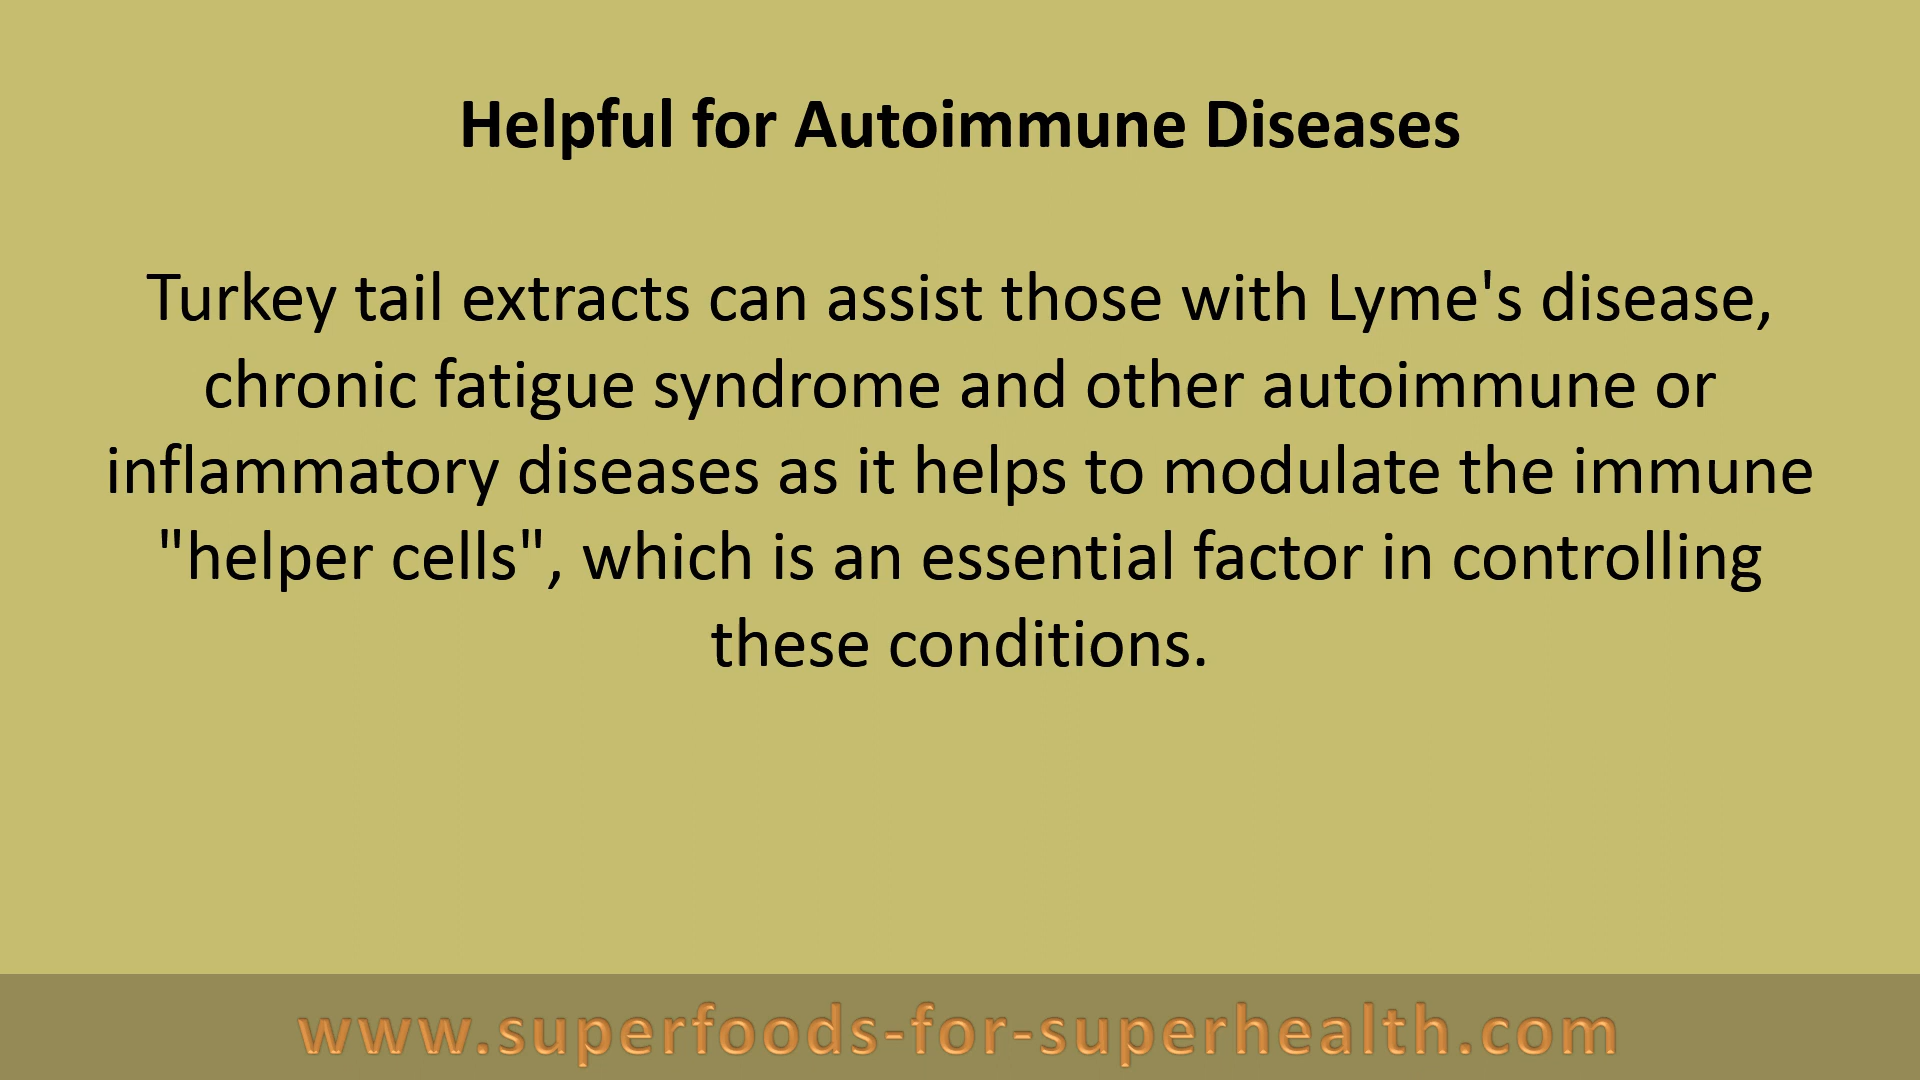 Helpful for Autoimmune Diseases
Turkey tail extracts can assist those with Lyme's disease,
chronic fatigue syndrome and other autoimmune or
inflammatory diseases as it helps to modulate the immune
"helper cells", which is an essential factor in controlling
these conditions.
www.superfoods-for-superhealth.com